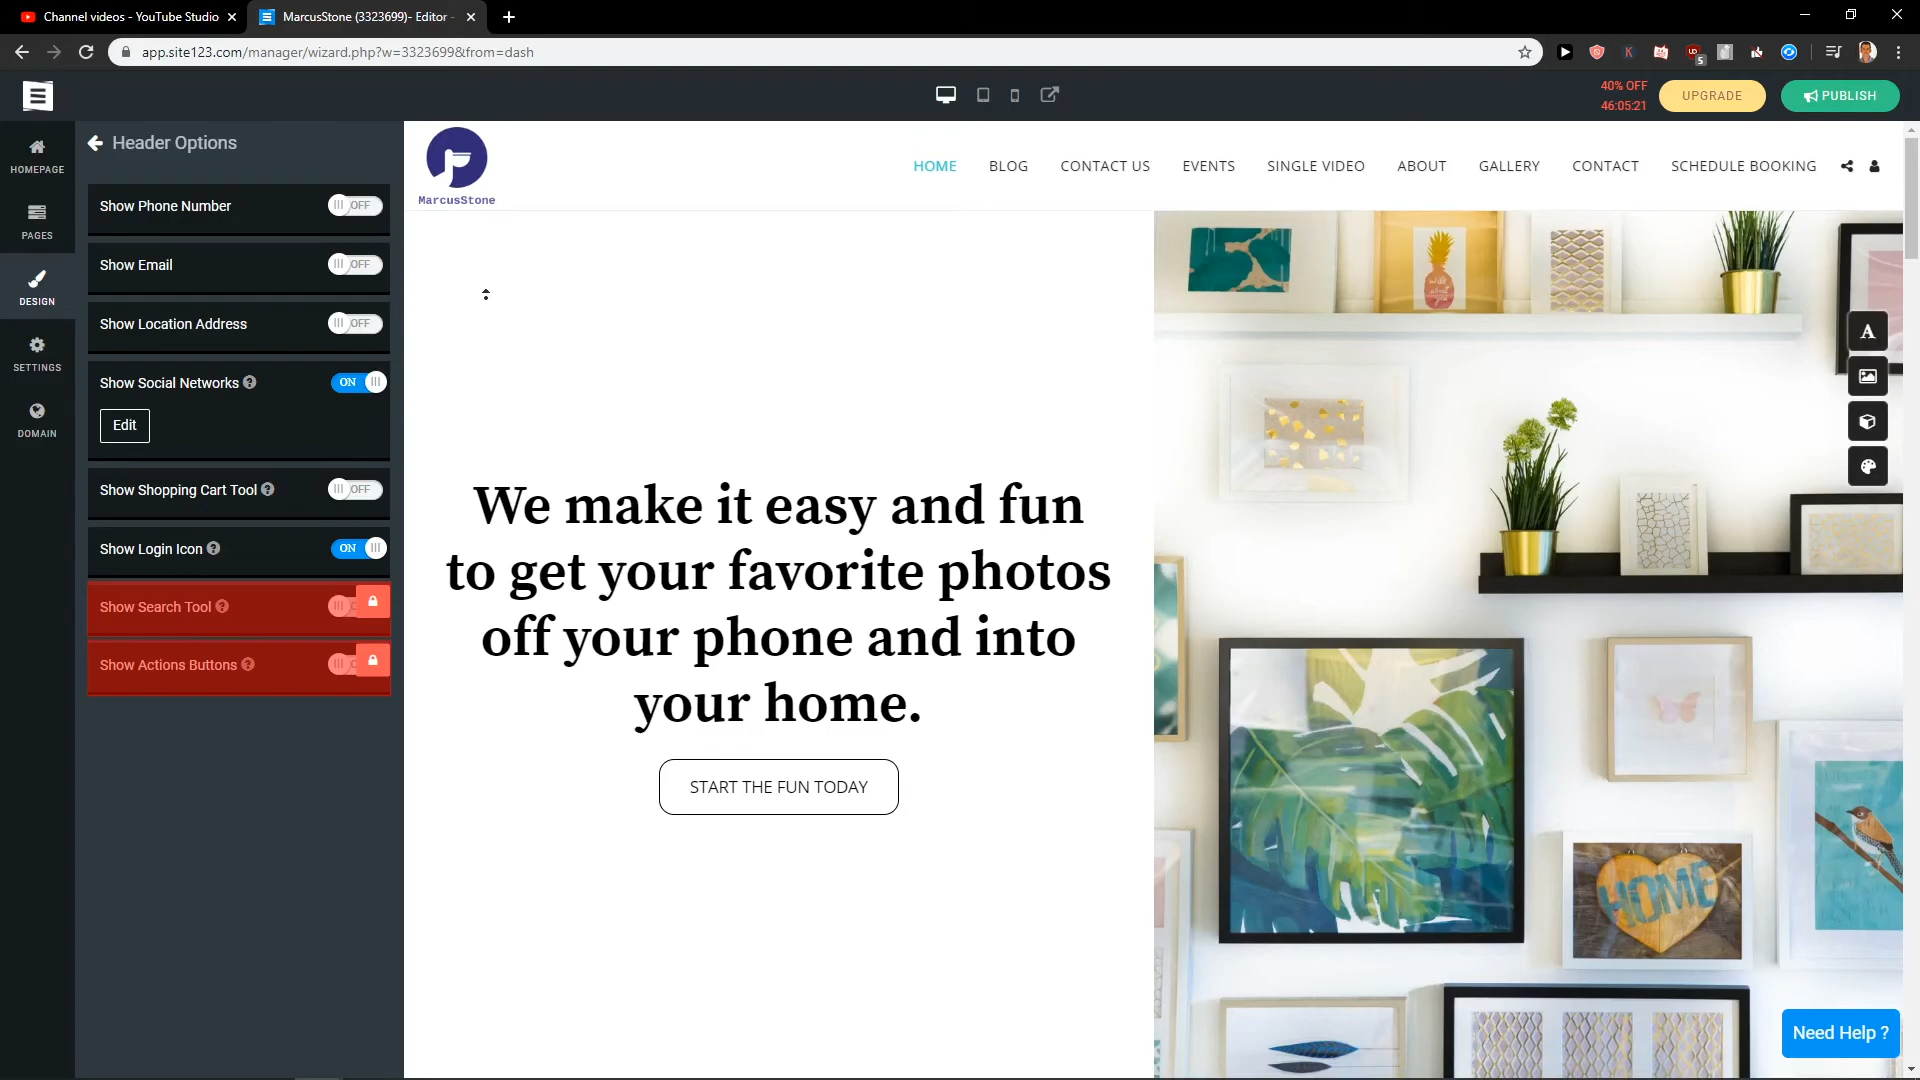 Channel videos - YouTube Studio
MarcusStone (3323699)- Editor -
app.site123.com/manager/wizard.php?w=3323699&from=dash
5
40% OFF
46:05:21
UPGRADE
PUBLISH
HOMEPAGE
PAGES
DESIGN
SETTINGS
DOMAIN
Header Options
Show Phone Number
OFF
Show Email
OFF
Show Location Address
OFF
Show Social Networks
ON
Edit
Show Shopping Cart Tool
OFF
Show Login Icon
ON
Show Search Tool
Show Actions Buttons
MarcusStone
HOME BLOG CONTACT US EVENTS SINGLE VIDEO ABOUT GALLERY CONTACT SCHEDULE BOOKING
We make it easy and fun
to get your favorite photos
off your phone and into
your home.
START THE FUN TODAY
A
HOME
Need Help ?